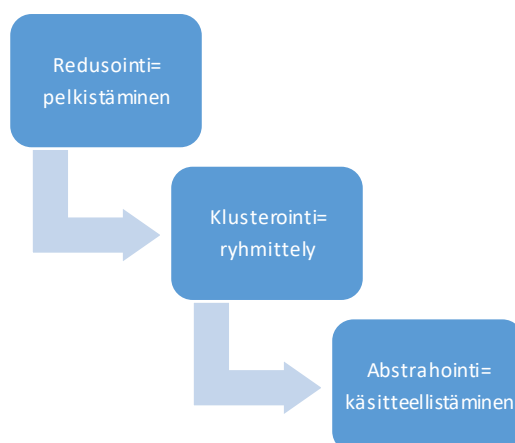 Redusointi=
pelkistäminen
Klusterointi=
ryhmittely
Abstrahointi=
käsitteellistäminen